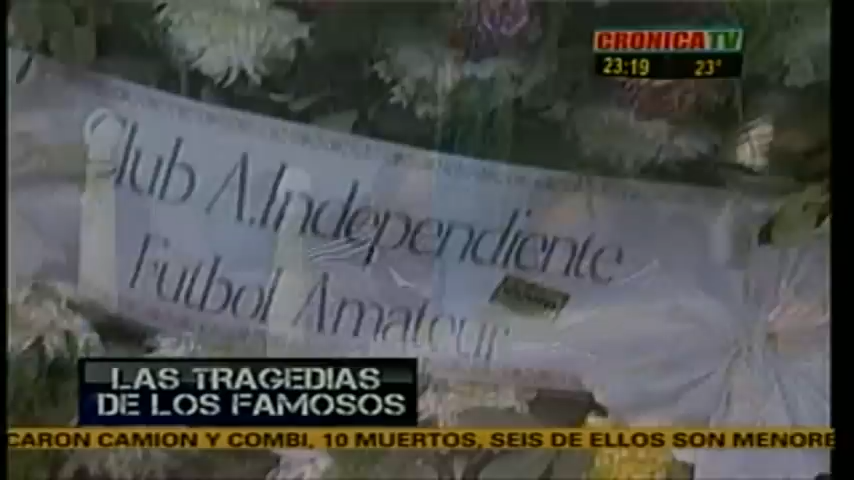 CRONICA TV
23:19 23°
Club A.Independiente
Futbol Amateur
LAS TRAGEDIAS
DE LOS FAMOSOS
CARON CAMION Y COMBI, 10 MUERTOS, SEIS DE ELLOS SON MENORE